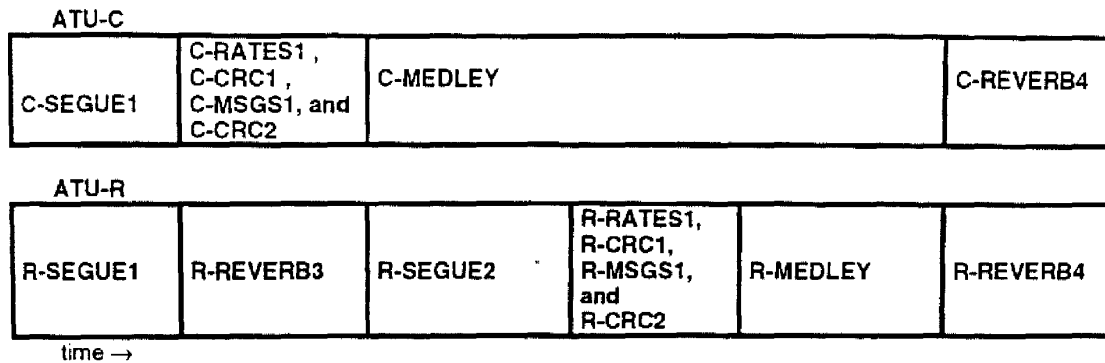 ATU-C
C-SEGUE1
C-RATES1 ,
C-CRC1 ,
C-MSGS1, and
C-CRC2
C-MEDLEY
C-REVERB4
ATU-R
R-SEGUE1
R-REVERB3
R-SEGUE2
R-RATES1,
R-CRC1,
R-MSGS1,
and
R-CRC2
R-MEDLEY
R-REVERB4
time →